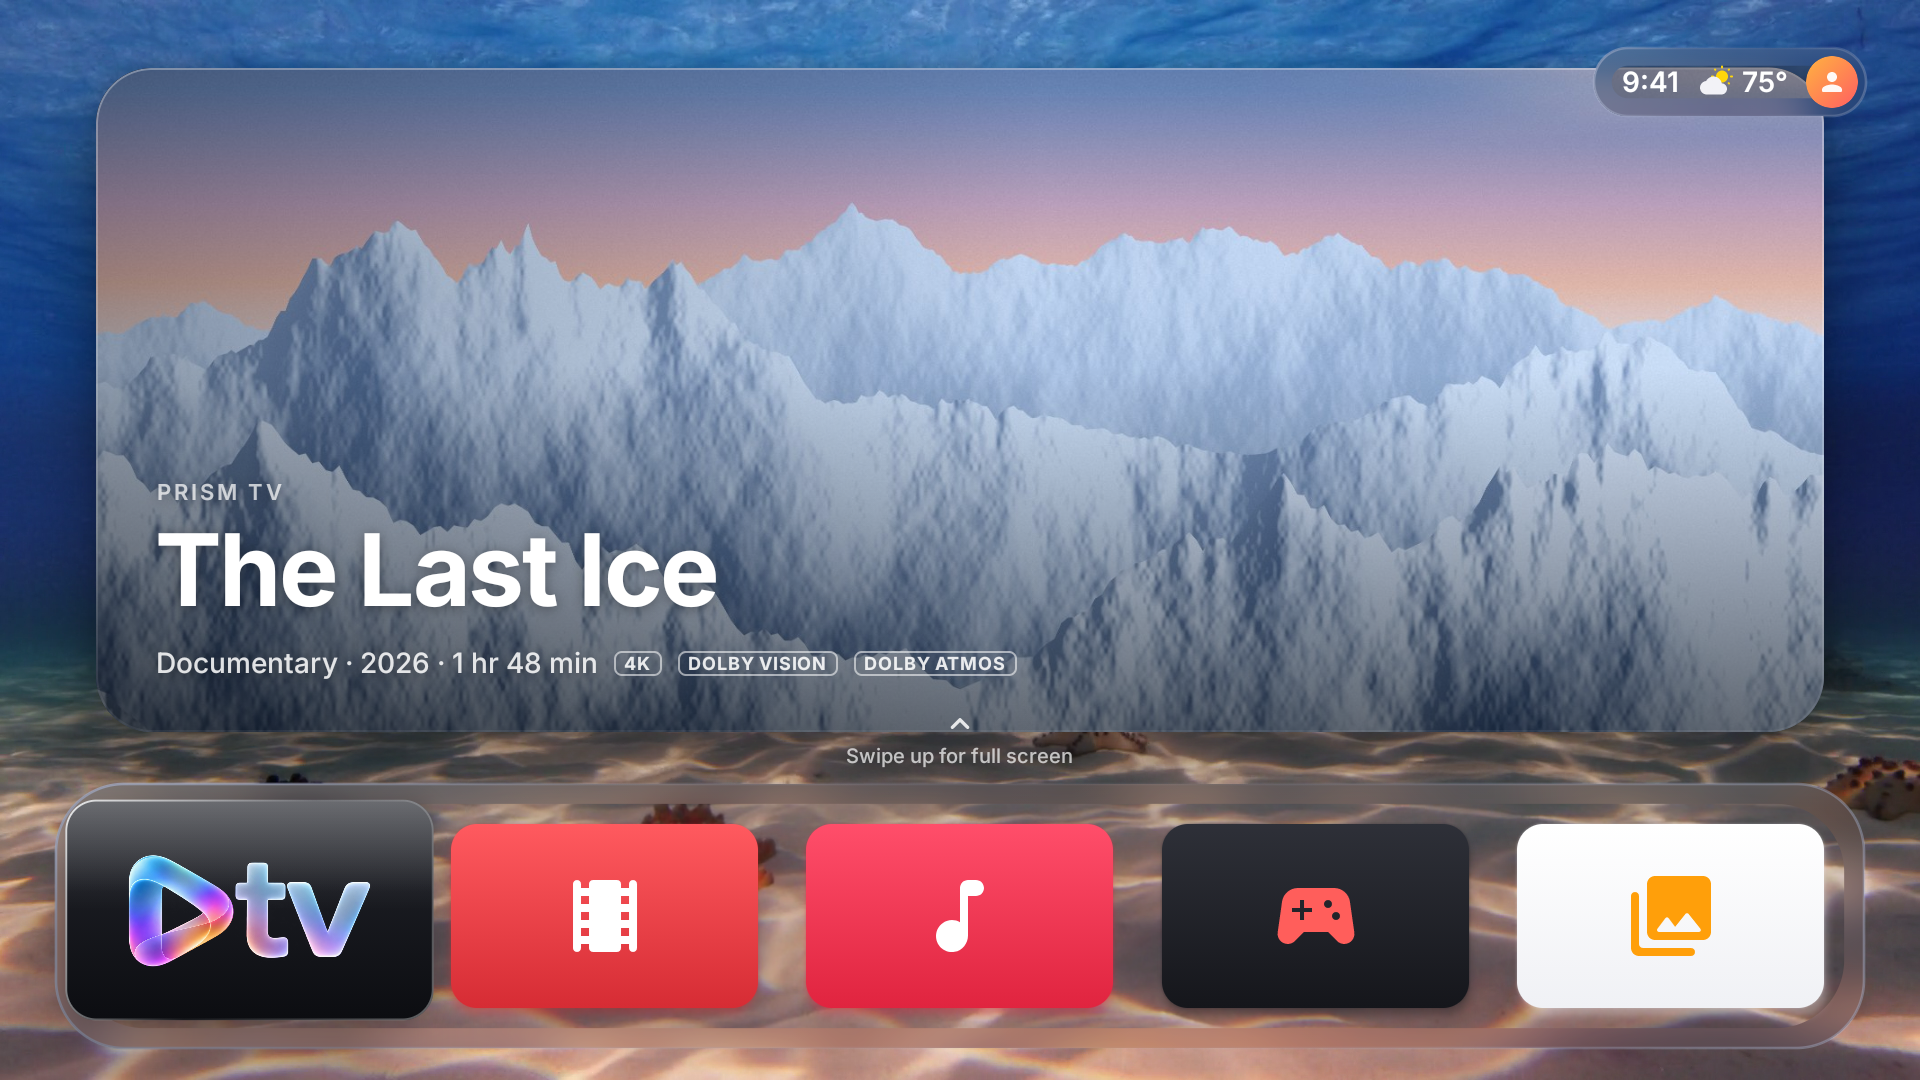 9:41 75°
PRISM TV
The Last Ice
Documentary · 2026 · 1 hr 48 min 4K DOLBY VISION DOLBY ATMOS
Swipe up for full screen
tv